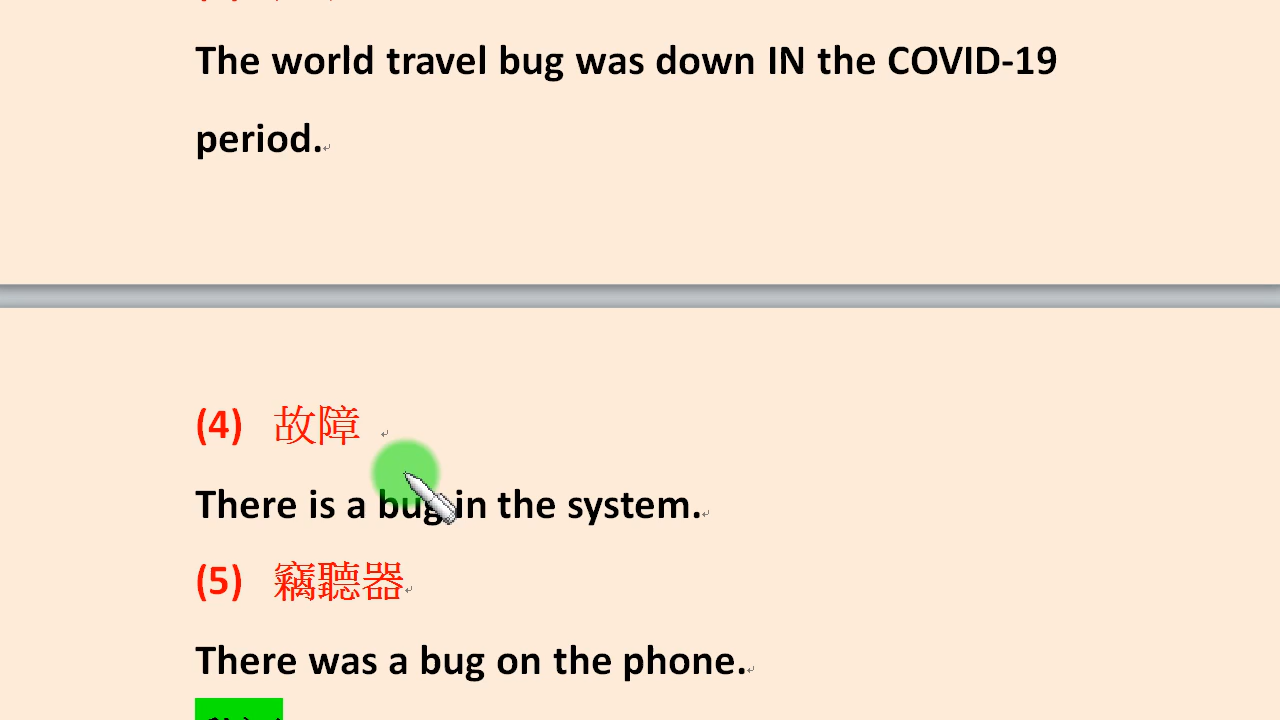 The world travel bug was down IN the COVID-19
period.
(4) 故障
There is a bug in the system.
(5) 竊聽器
There was a bug on the phone.